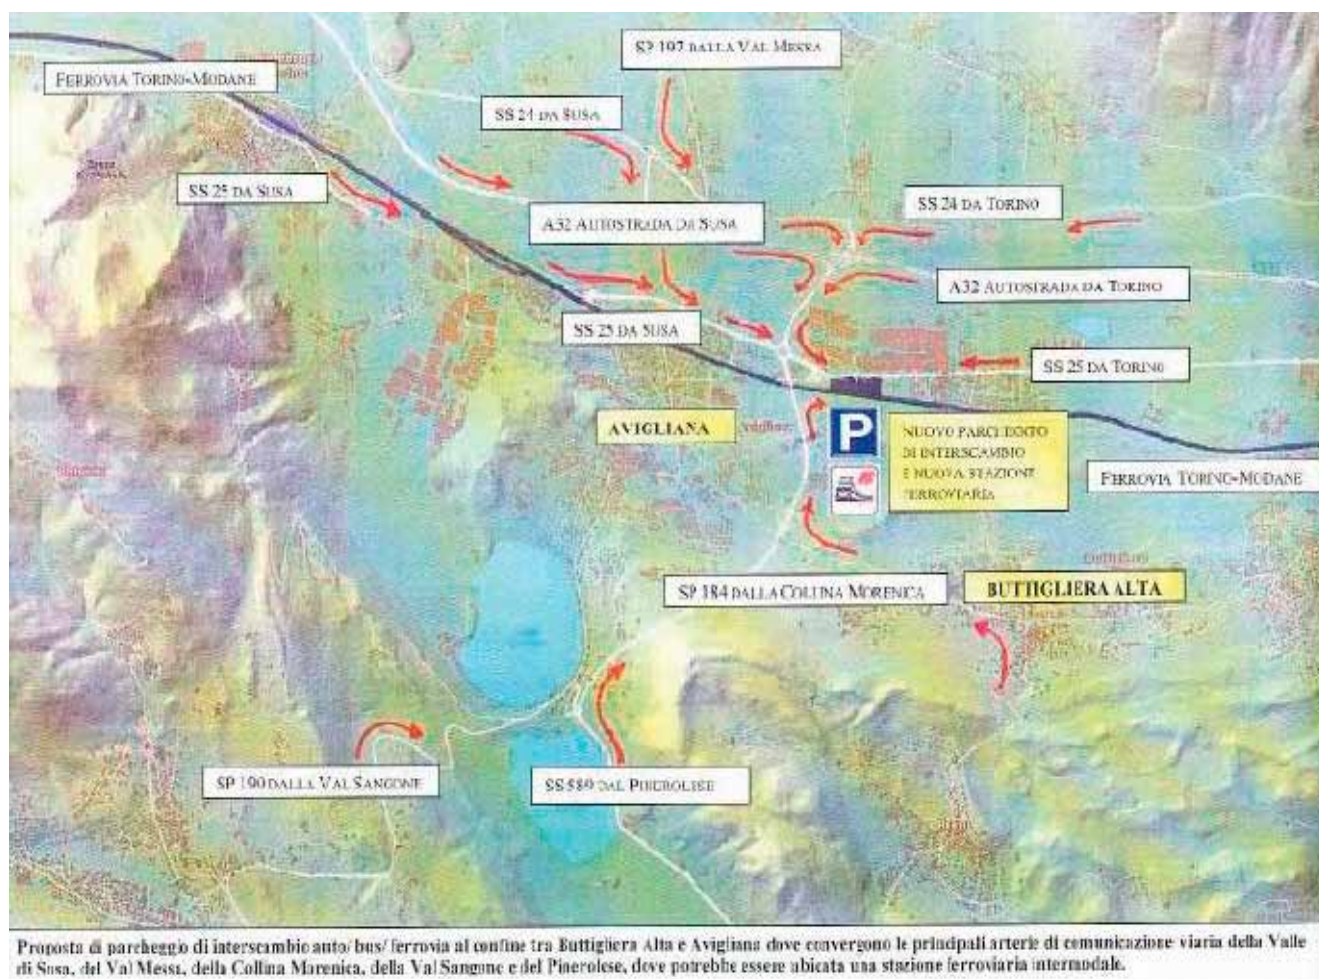 SP 197 DALLA VAL MESSA
FERROVIA TORINO-MODANE
SS 24 DA SUSA
SS 25 DA SUSA
SS 24 DA TORINO
A32 AUTOSTRADA DA SUSA
A32 AUTOSTRADA DA TORINO
SS 25 DA SUSA
SS 25 DA TORINO
AVIGLIANA
P
NUOVO PARCHEGGIO
DI INTERSCAMBIO
E NUOVA STAZIONE
FERROVIARIA
FERROVIA TORINO-MODANE
SP 184 DALLA COLLINA MORENICA
BUTTIGLIERA ALTA
SP 190 DALLA VAL SANGONE
SS 589 DAL PINEROLESE
Proposta di parcheggio di interscambio auto/bus/ferrovia al confine tra Buttigliera Alta e Avigliana dove convergono le principali arterie di comunicazione viaria della Valle
di Susa, del Val Messa, della Collina Morenica, della Val Sangone e del Pinerolese, dove potrebbe essere ubicata una stazione ferroviaria intermodale.